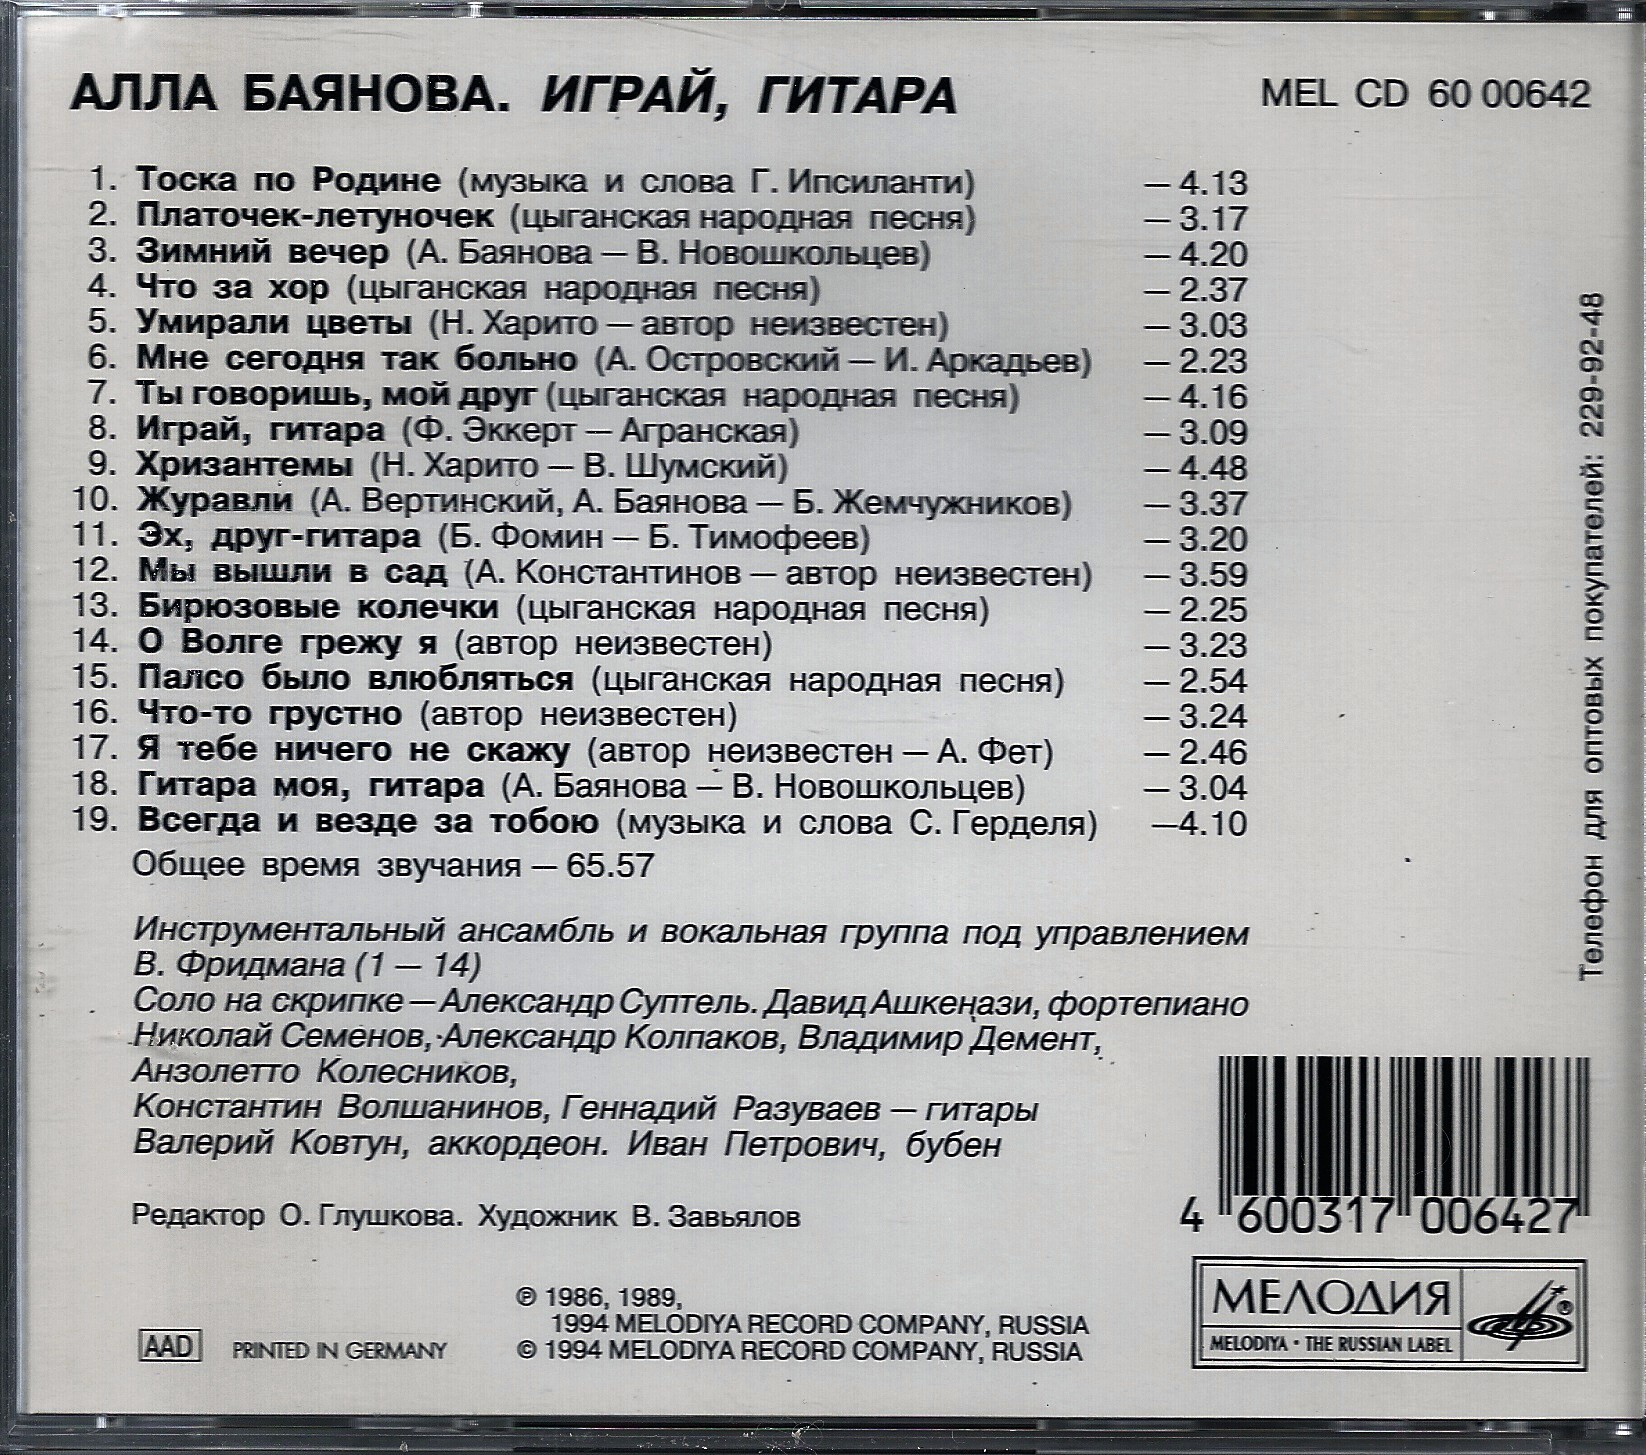 АЛЛА БАЯНОВА. ИГРАЙ, ГИТАРА MEL CD 60 00642
1. Тоска по Родине (музыка и слова Г. Ипсиланти) — 4.13
2. Платочек-летуночек (цыганская народная песня) — 3.17
3. Зимний вечер (А. Баянова — В. Новошкольцев) — 4.20
4. Что за хор (цыганская народная песня) — 2.37
5. Умирали цветы (Н. Харито — автор неизвестен) — 3.03
6. Мне сегодня так больно (А. Островский — И. Аркадьев) — 2.23
7. Ты говоришь, мой друг (цыганская народная песня) — 4.16
8. Играй, гитара (Ф. Эккерт — Агранская) — 3.09
9. Хризантемы (Н. Харито — В. Шумский) — 4.48
10. Журавли (А. Вертинский, А. Баянова — Б. Жемчужников) — 3.37
11. Эх, друг-гитара (Б. Фомин — Б. Тимофеев) — 3.20
12. Мы вышли в сад (А. Константинов — автор неизвестен) — 3.59
13. Бирюзовые колечки (цыганская народная песня) — 2.25
14. О Волге грежу я (автор неизвестен) — 3.23
15. Палсо было влюбляться (цыганская народная песня) — 2.54
16. Что-то грустно (автор неизвестен) — 3.24
17. Я тебе ничего не скажу (автор неизвестен — А. Фет) — 2.46
18. Гитара моя, гитара (А. Баянова — В. Новошкольцев) — 3.04
19. Всегда и везде за тобою (музыка и слова С. Герделя) —4.10
Общее время звучания — 65.57
Инструментальный ансамбль и вокальная группа под управлением
В. Фридмана (1 — 14)
Соло на скрипке — Александр Суптель. Давид Ашкенази, фортепиано
Николай Семенов, Александр Колпаков, Владимир Демент,
Анзолетто Колесников,
Константин Волшанинов, Геннадий Разуваев — гитары
Валерий Ковтун, аккордеон. Иван Петрович, бубен
Редактор О. Глушкова. Художник В. Завьялов
℗ 1986, 1989,
1994 MELODIYA RECORD COMPANY, RUSSIA
© 1994 MELODIYA RECORD COMPANY, RUSSIA
AAD PRINTED IN GERMANY
Телефон для оптовых покупателей: 229-92-48
4 600317 006427
МЕЛОДИЯ ®
MELODIYA • THE RUSSIAN LABEL